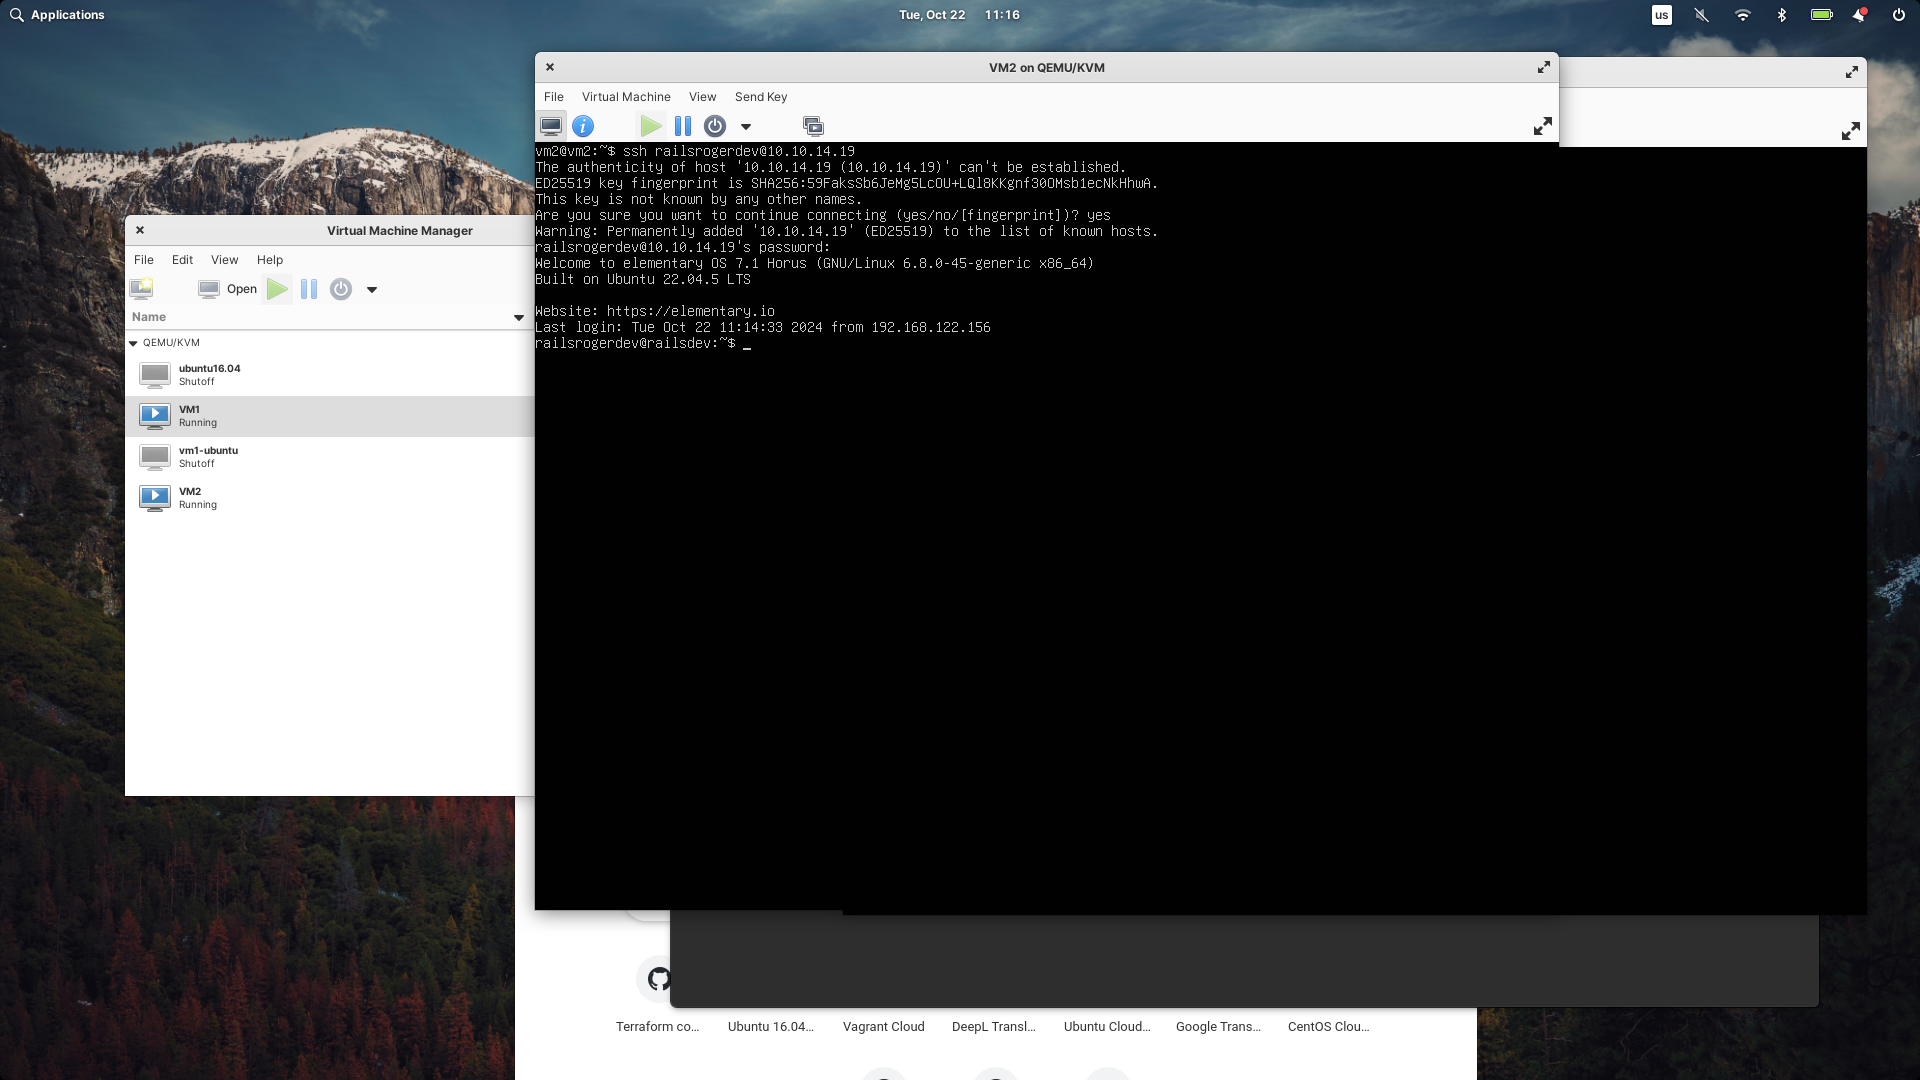 Applications
Tue, Oct 22 11:16
us
VM2 on QEMU/KVM
File Virtual Machine View Send Key
vm2@vm2:~$ ssh railsrogerdev@10.10.14.19
The authenticity of host '10.10.14.19 (10.10.14.19)' can't be established.
ED25519 key fingerprint is SHA256:59FaksSb6JeMg5LcOU+LQl8KKgnf30OMsb1ecNkHhwA.
This key is not known by any other names.
Are you sure you want to continue connecting (yes/no/[fingerprint])? yes
Warning: Permanently added '10.10.14.19' (ED25519) to the list of known hosts.
railsrogerdev@10.10.14.19's password:
Welcome to elementary OS 7.1 Horus (GNU/Linux 6.8.0-45-generic x86_64)
Built on Ubuntu 22.04.5 LTS
Website: https://elementary.io
Last login: Tue Oct 22 11:14:33 2024 from 192.168.122.156
railsrogerdev@railsdev:~$ _
Virtual Machine Manager
File Edit View Help
Open
Name
QEMU/KVM
ubuntu16.04
Shutoff
VM1
Running
vm1-ubuntu
Shutoff
VM2
Running
Terraform co... Ubuntu 16.04... Vagrant Cloud DeepL Transl... Ubuntu Cloud... Google Trans... CentOS Clou...